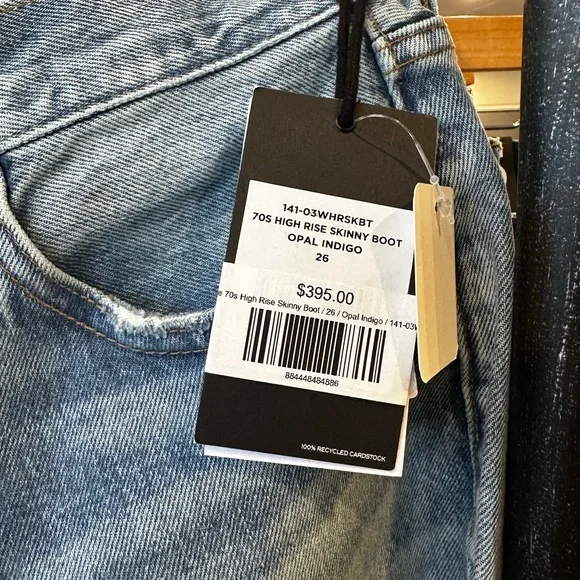 141-03WHRSKBT
70S HIGH RISE SKINNY BOOT
OPAL INDIGO
26
$395.00
e 70s High Rise Skinny Boot / 26 / Opal Indigo / 141-03W
884448484886
100% RECYCLED CARDSTOCK